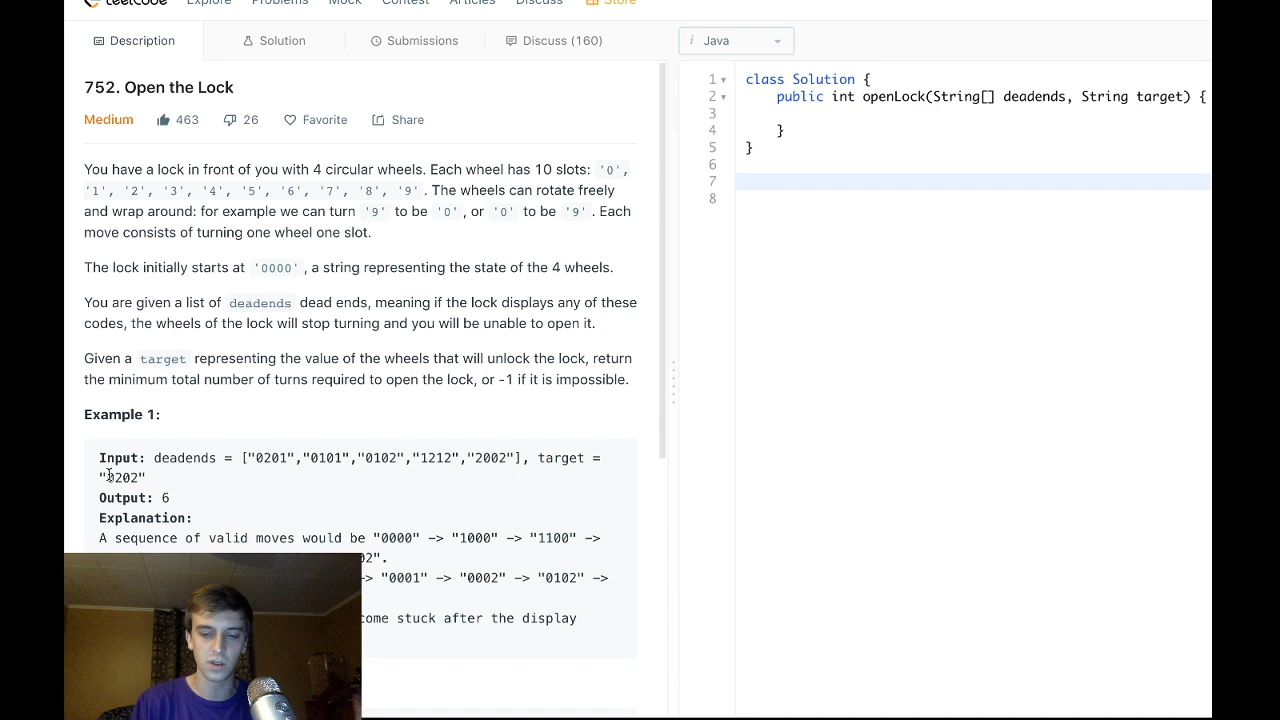 LeetCode Explore Problems Mock Contest Articles Discuss Store
Description Solution Submissions Discuss (160)
i Java
752. Open the Lock
Medium 463 26 Favorite Share
You have a lock in front of you with 4 circular wheels. Each wheel has 10 slots: '0',
'1', '2', '3', '4', '5', '6', '7', '8', '9'. The wheels can rotate freely
and wrap around: for example we can turn '9' to be '0', or '0' to be '9'. Each
move consists of turning one wheel one slot.
The lock initially starts at '0000', a string representing the state of the 4 wheels.
You are given a list of deadends dead ends, meaning if the lock displays any of these
codes, the wheels of the lock will stop turning and you will be unable to open it.
Given a target representing the value of the wheels that will unlock the lock, return
the minimum total number of turns required to open the lock, or -1 if it is impossible.
Example 1:
Input: deadends = ["0201","0101","0102","1212","2002"], target =
"0202"
Output: 6
Explanation:
A sequence of valid moves would be "0000" -> "1000" -> "1100" ->
02".
> "0001" -> "0002" -> "0102" ->
come stuck after the display
1 class Solution {
2 public int openLock(String[] deadends, String target) {
3
4 }
5 }
6
7
8